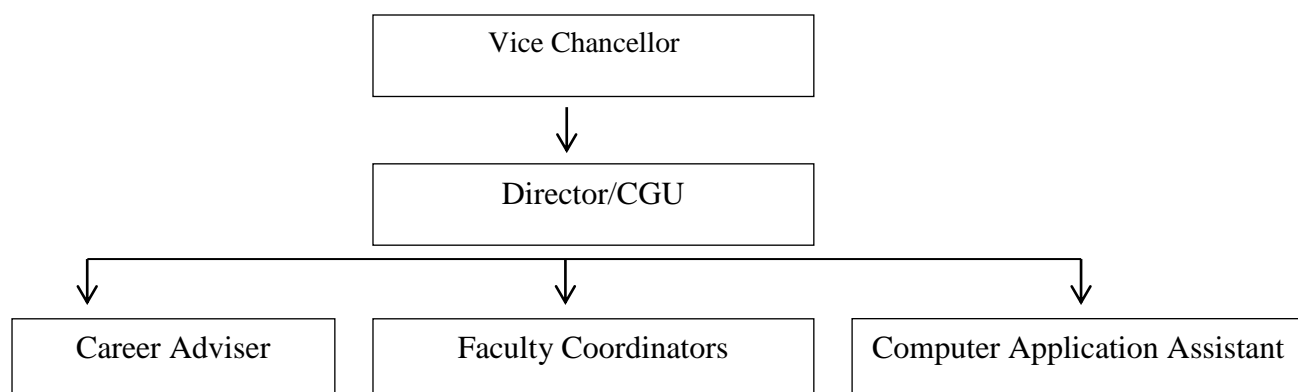 Vice Chancellor
Director/CGU
Career Adviser
Faculty Coordinators
Computer Application Assistant